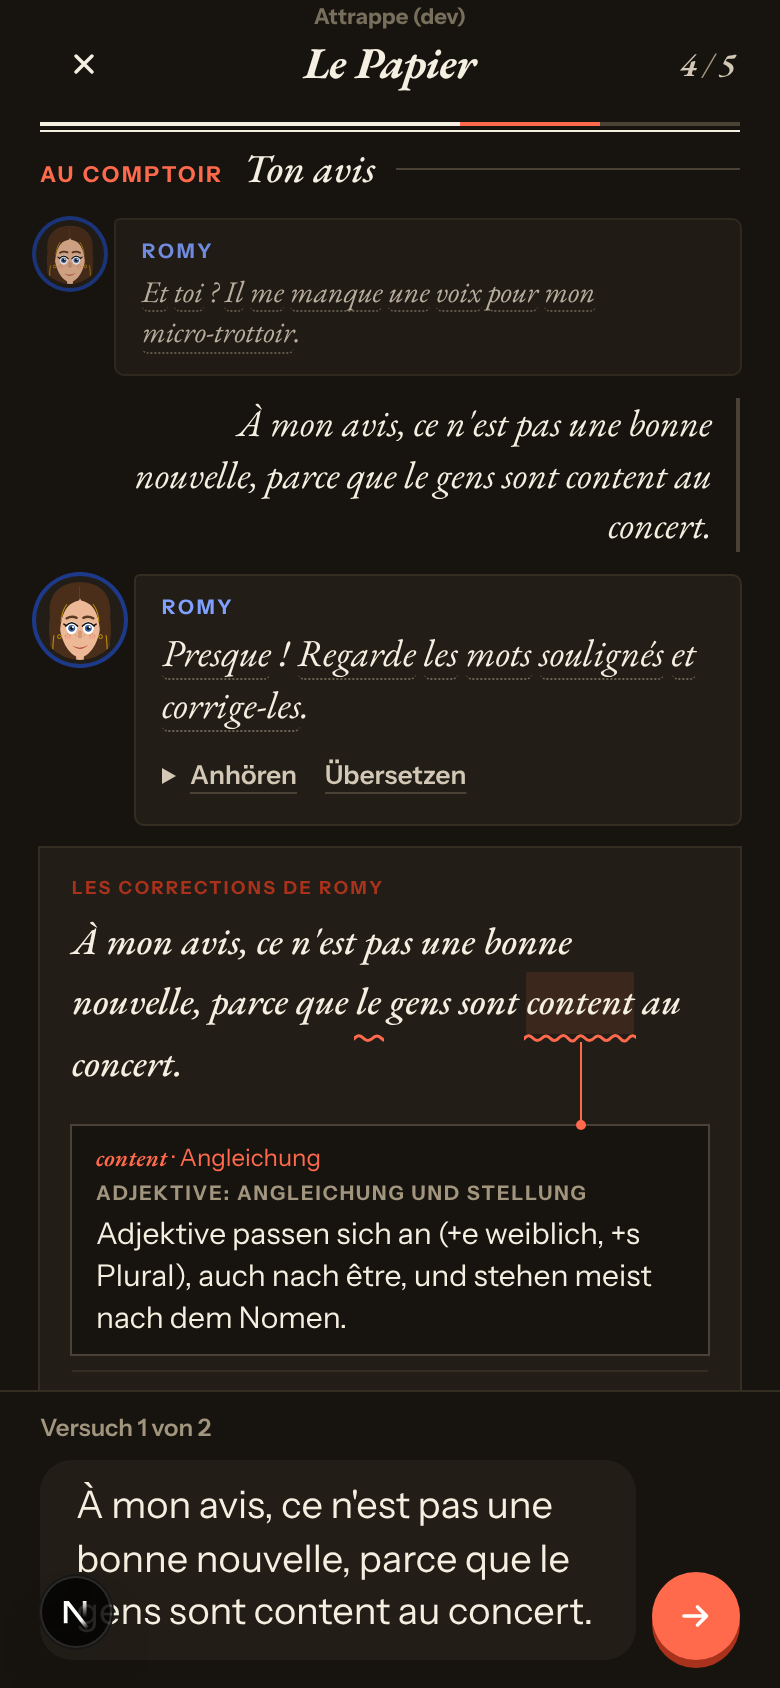 Attrappe (dev)
Le Papier
4/5
AU COMPTOIR Ton avis
ROMY
Et toi ? Il me manque une voix pour mon
micro-trottoir.
À mon avis, ce n'est pas une bonne
nouvelle, parce que le gens sont content au
concert.
ROMY
Presque ! Regarde les mots soulignés et
corrige-les.
Anhören Übersetzen
LES CORRECTIONS DE ROMY
À mon avis, ce n'est pas une bonne
nouvelle, parce que le gens sont content au
concert.
content · Angleichung
ADJEKTIVE: ANGLEICHUNG UND STELLUNG
Adjektive passen sich an (+e weiblich, +s
Plural), auch nach être, und stehen meist
nach dem Nomen.
Versuch 1 von 2
À mon avis, ce n'est pas une
bonne nouvelle, parce que le
gens sont content au concert.
N